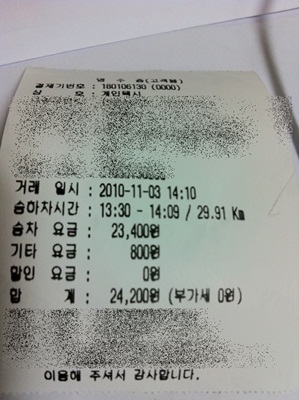 영 수 증(고객용)
결제기번호 : 180106130 (0000)
상 호 : 개인택시
거래 일시 : 2010-11-03 14:10
승하차시간 : 13:30 - 14:09 / 29.91 Km
승차 요금 : 23,400원
기타 요금 : 800원
할인 요금 : 0원
합 계 : 24,200원 (부가세 0원)
이용해 주셔서 감사합니다.